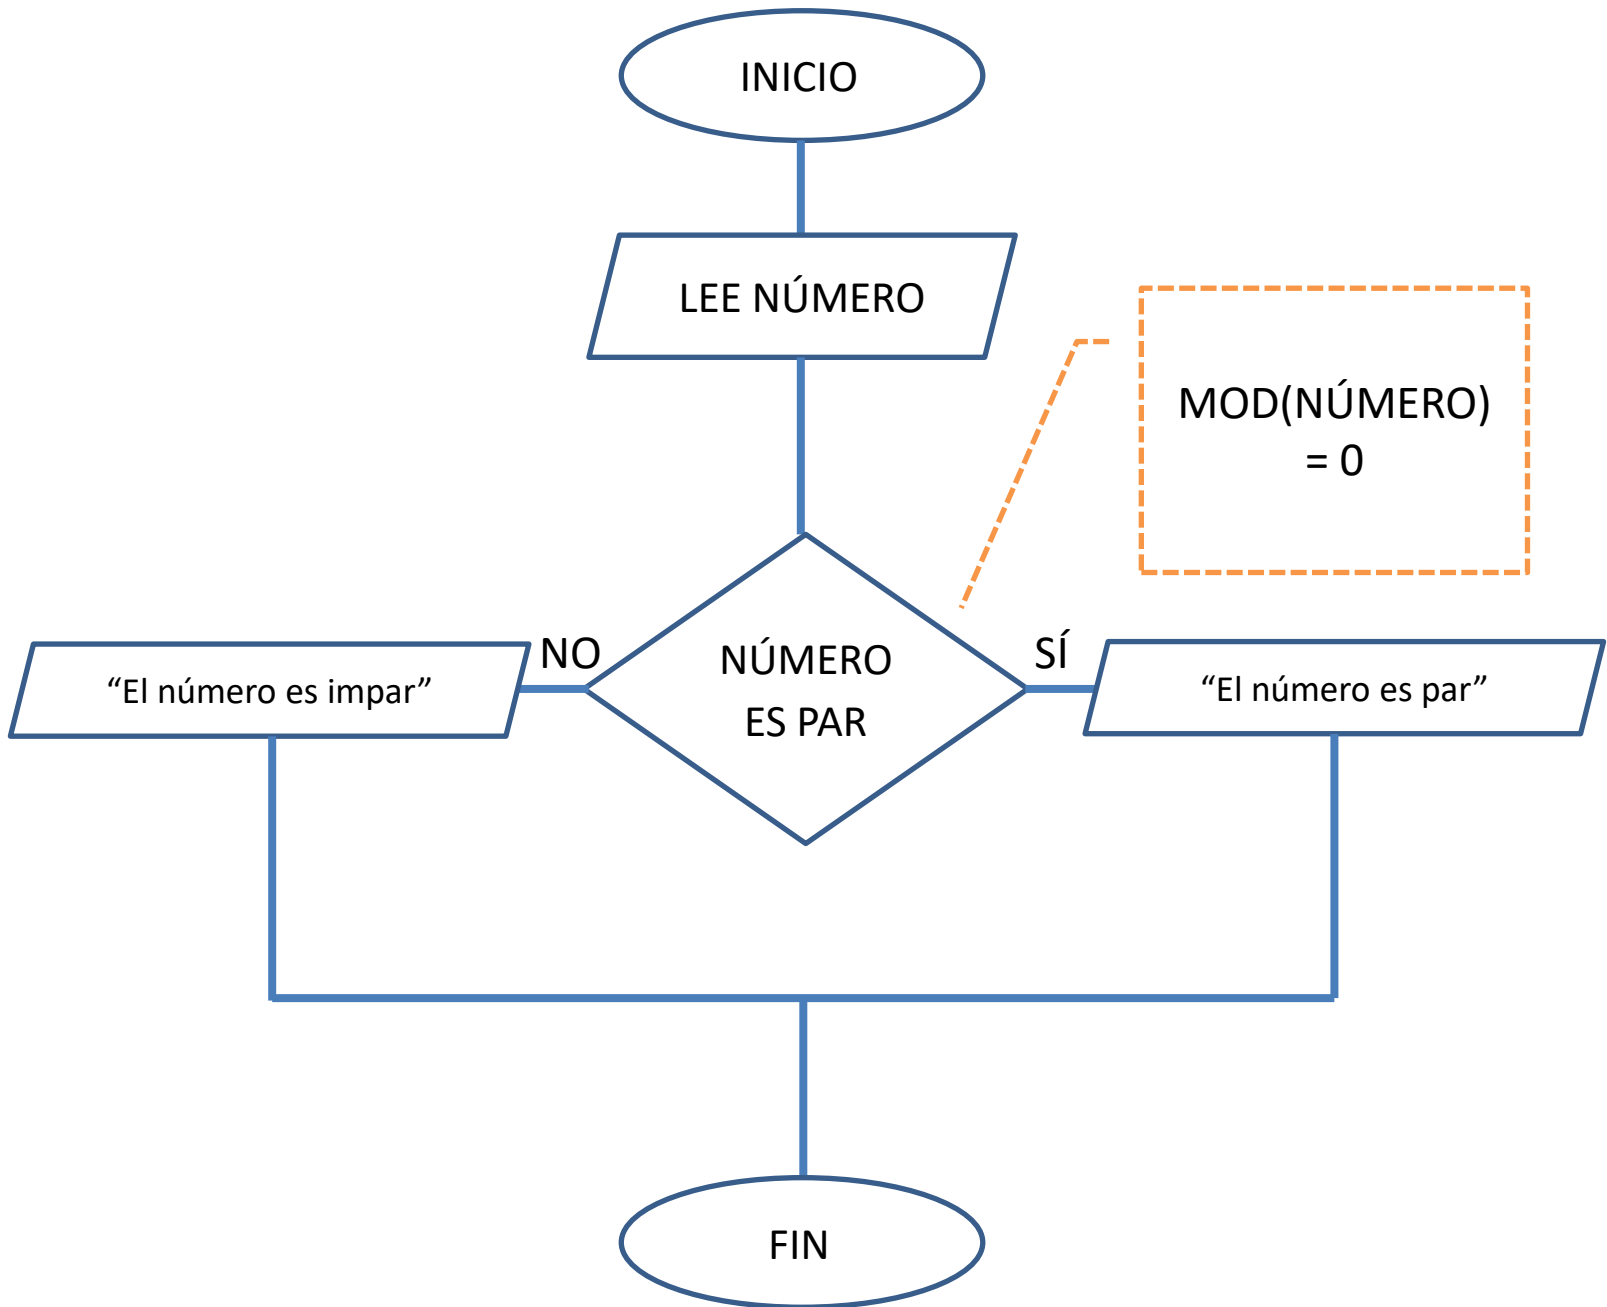 INICIO
LEE NÚMERO
MOD(NÚMERO)
= 0
NO
SÍ
NÚMERO
ES PAR
“El número es impar”
“El número es par”
FIN